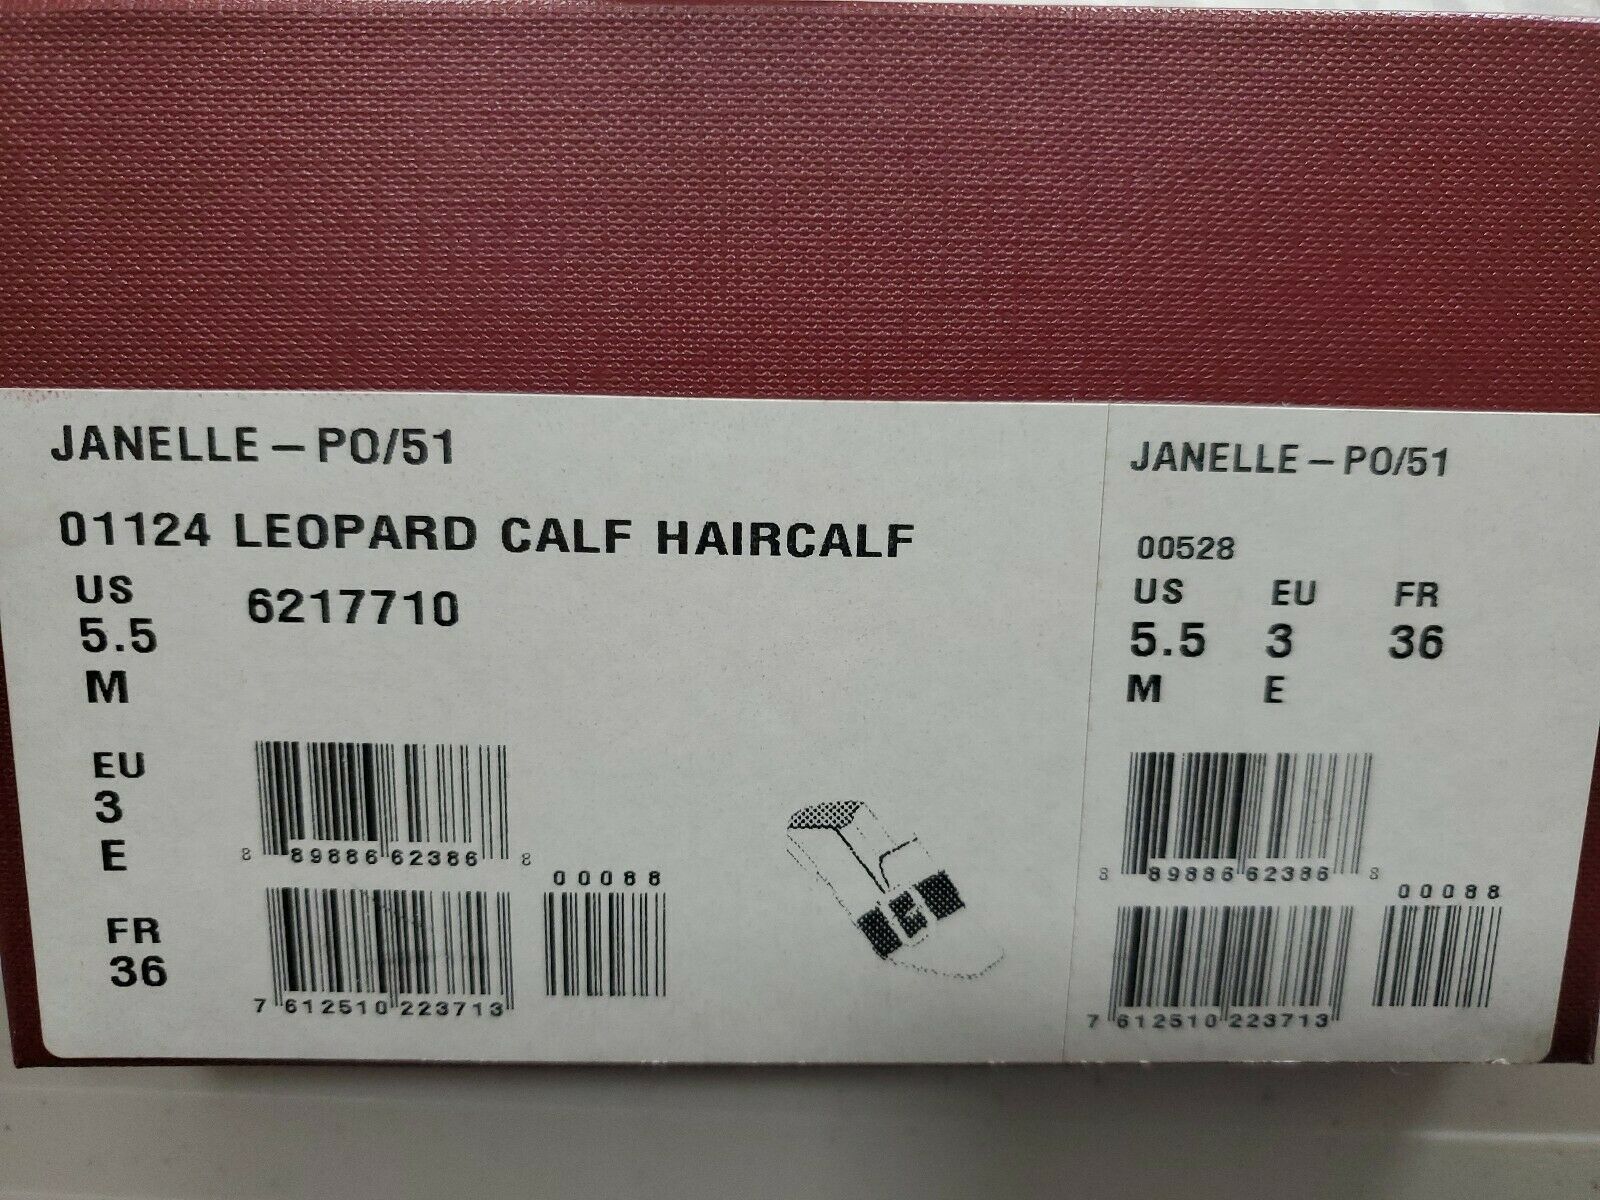 JANELLE – PO/51
01124 LEOPARD CALF HAIRCALF
US
5.5
M
6217710
EU
3
E
FR
36
8 89886 62386 8
00088
7 612510 223713
JANELLE – PO/51
00528
US EU FR
5.5 3 36
M E
8 89886 62386 8
00088
7 612510 223713